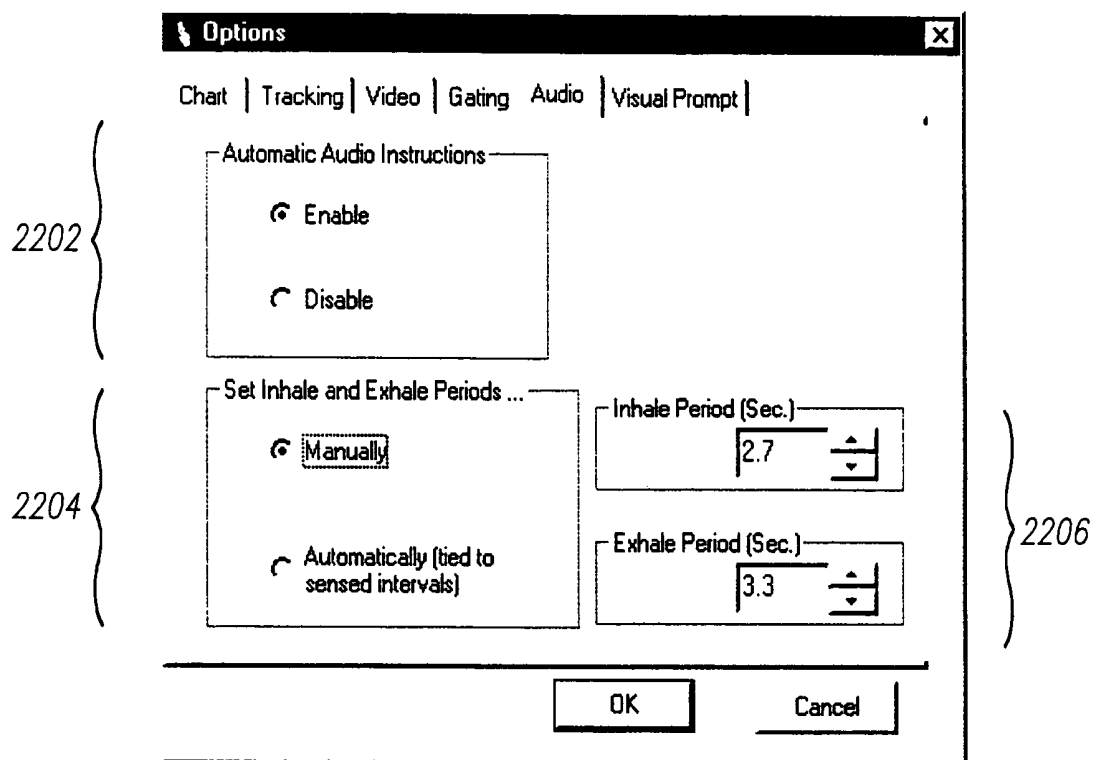 Options
Chart Tracking Video Gating Audio Visual Prompt
Automatic Audio Instructions
Enable
2202
Disable
Set Inhale and Exhale Periods ...
Inhale Period (Sec.)
Manually
2.7
2204
2206
Exhale Period (Sec.)
Automatically (tied to
sensed intervals)
3.3
OK Cancel